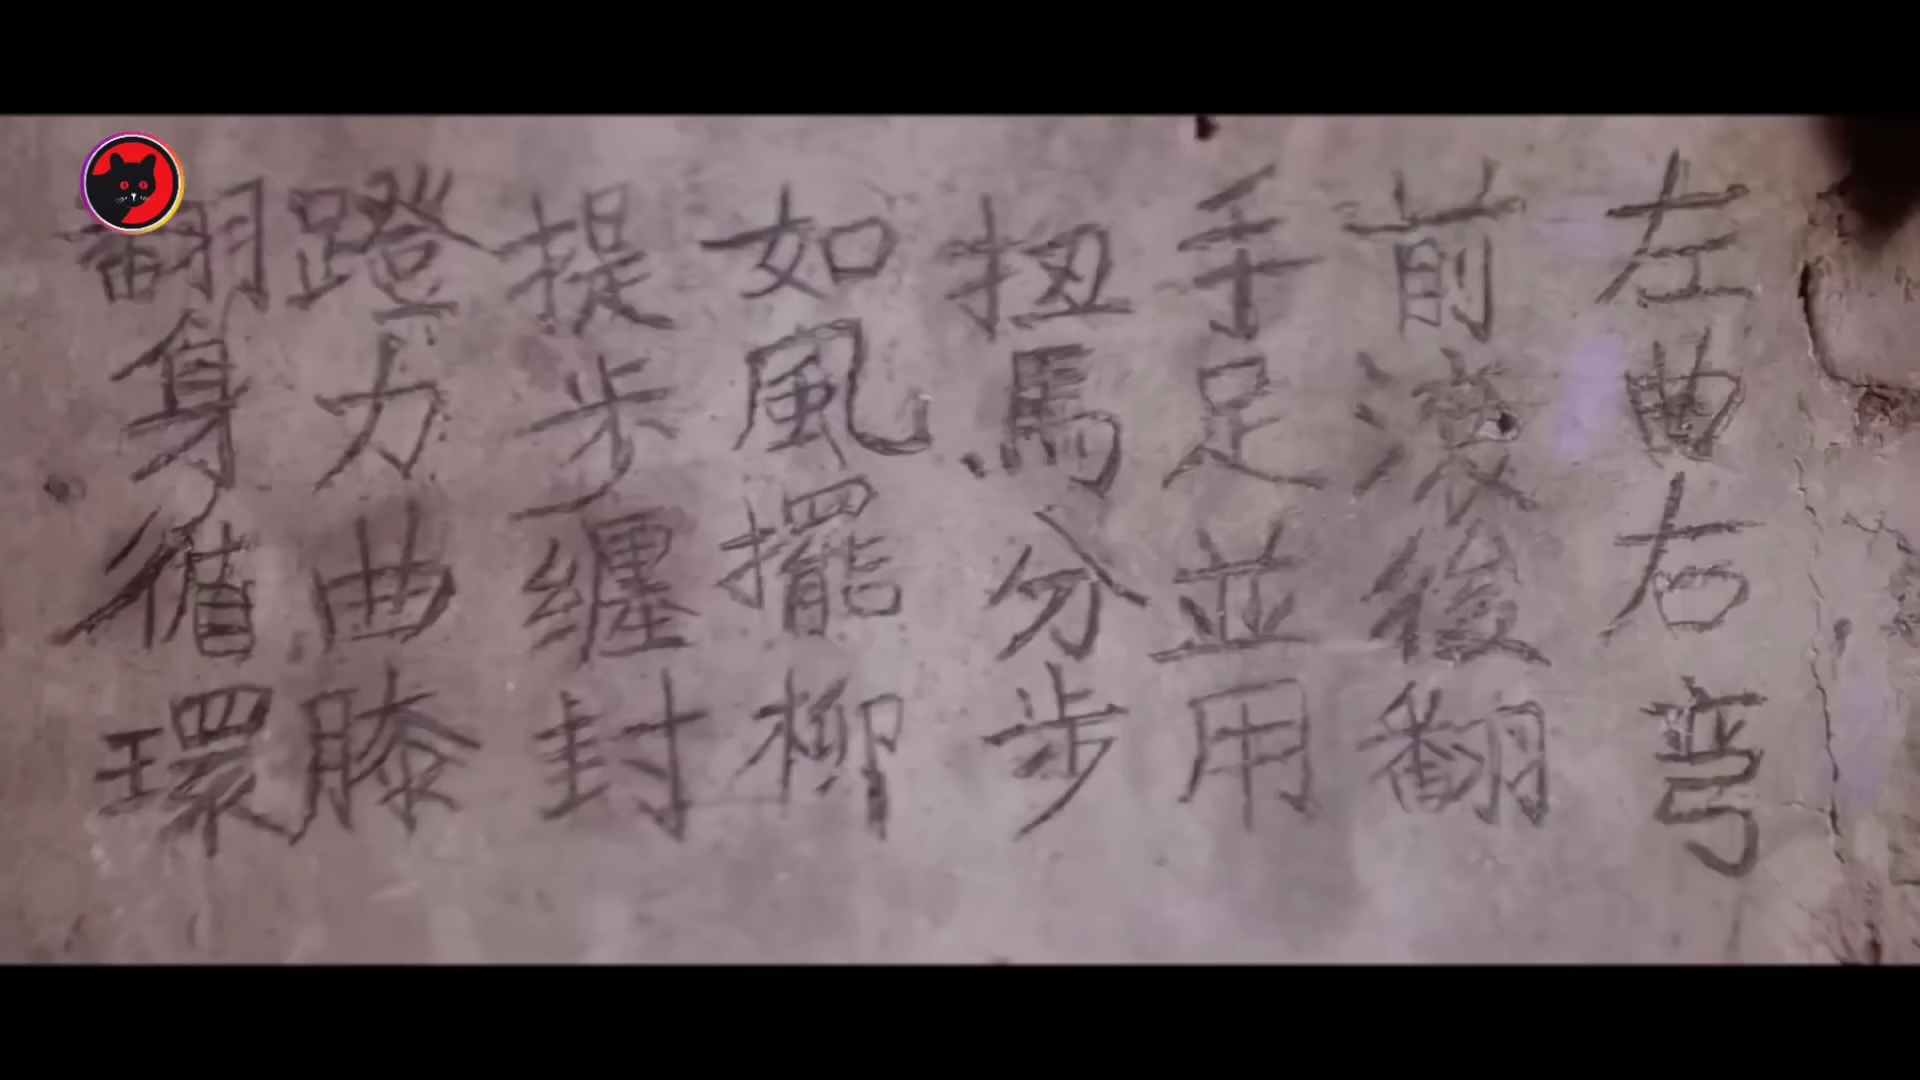 左曲右弯
前滾後翻
手足並用
扭馬分步
如風擺柳
提步纏封
蹬力曲膝
翻身循環